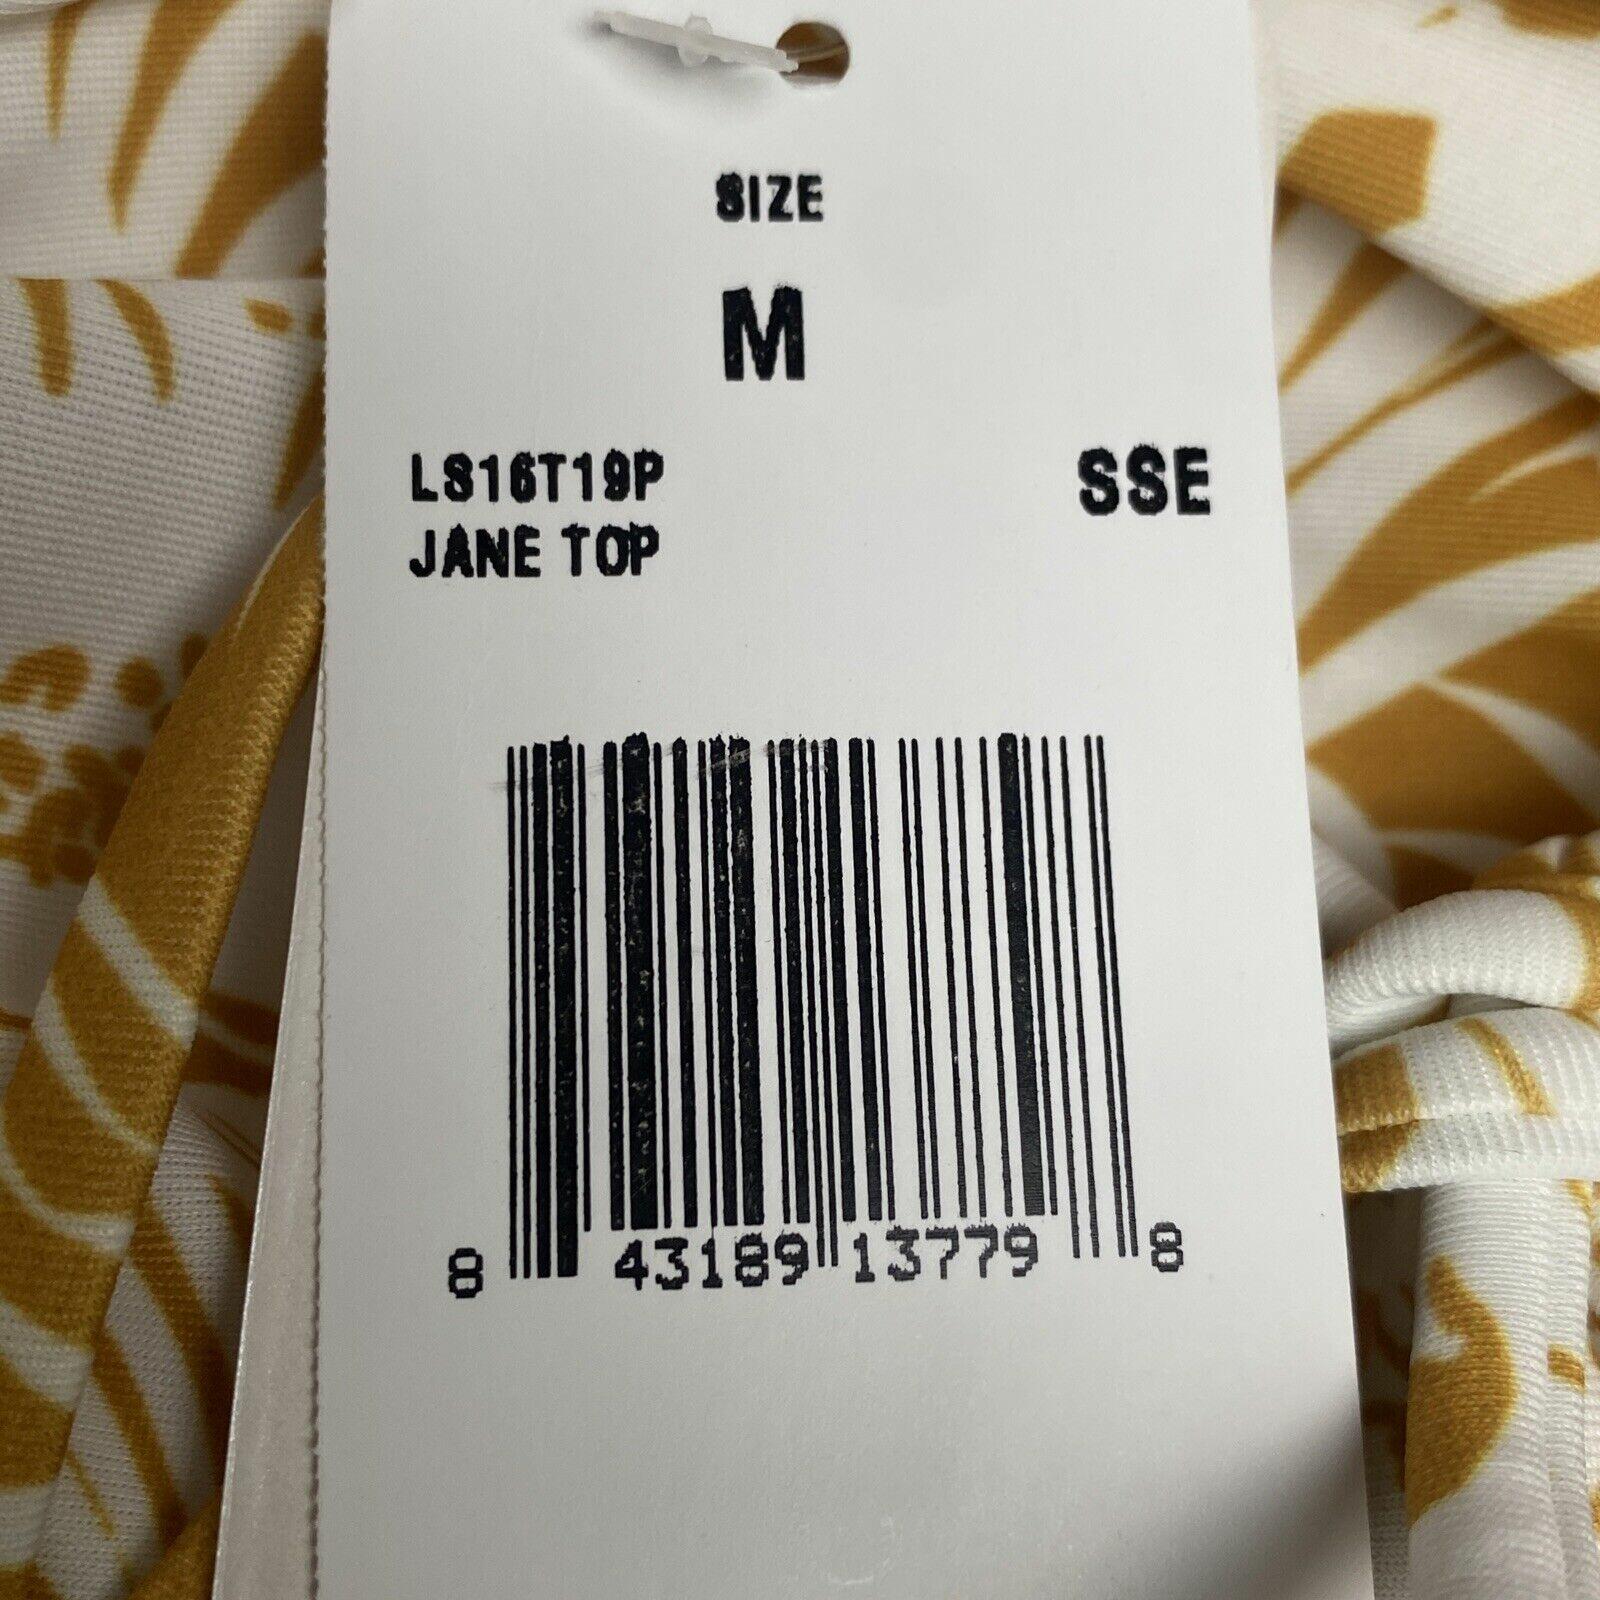 SIZE
M
LS16T19P SSE
JANE TOP
8 43189 13779 8